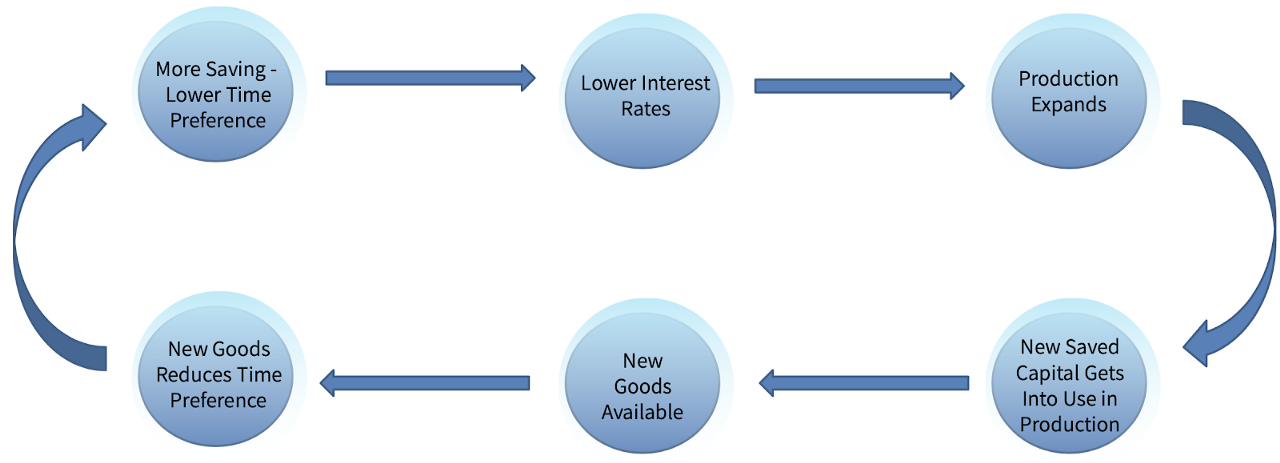 More Saving -
Lower Time
Preference
Lower Interest
Rates
Production
Expands
New Saved
Capital Gets
Into Use in
Production
New
Goods
Available
New Goods
Reduces Time
Preference